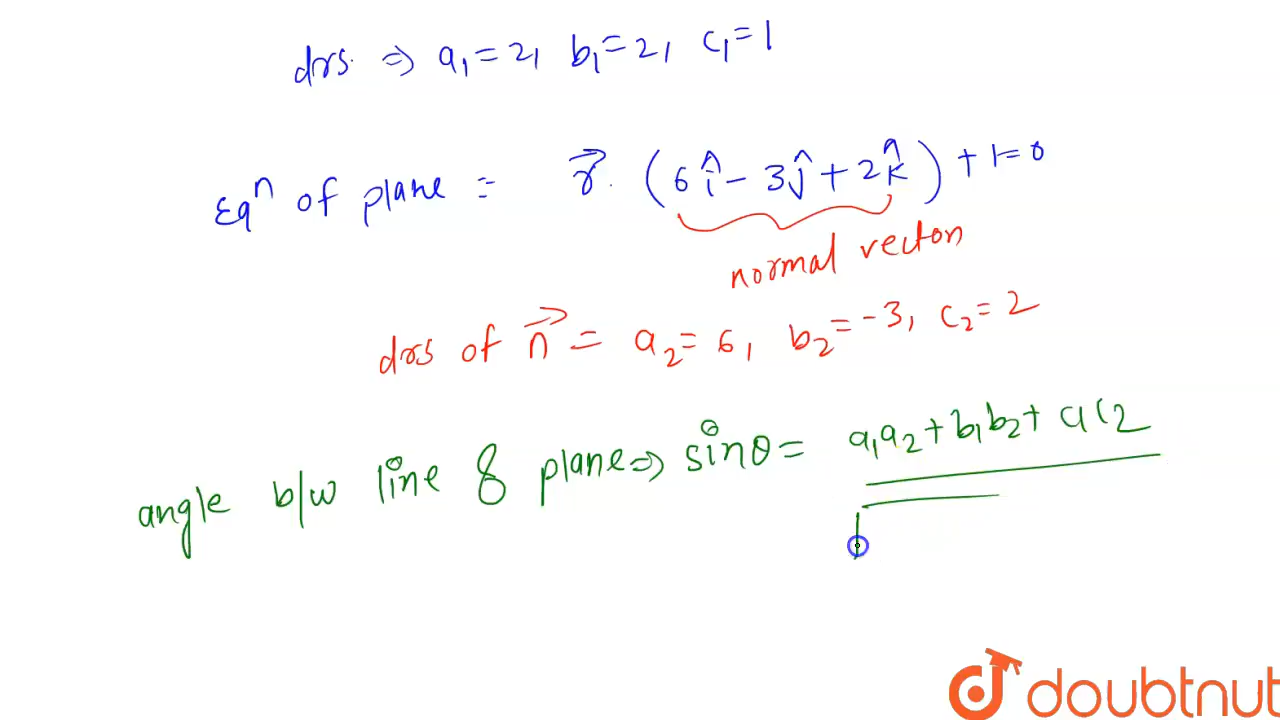 drs. ⇒ a₁ = 2, b₁ = 2, c₁ = 1
Eqⁿ of plane = r⃗. (6î - 3ĵ + 2k̂) + 1 = 0
normal vector
drs of n⃗ = a₂ = 6, b₂ = -3, c₂ = 2
angle b/w line & plane ⇒ sinθ = a₁a₂ + b₁b₂ + c₁c₂
doubtnut